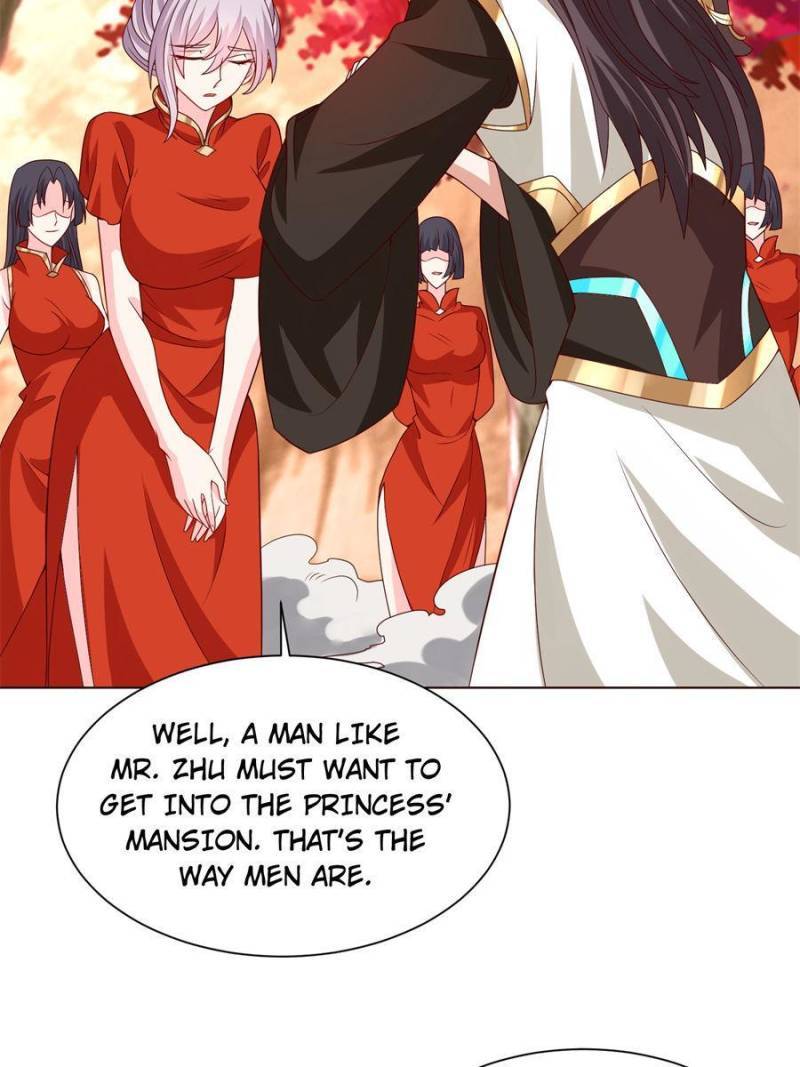 WELL, A MAN LIKE
MR. ZHU MUST WANT TO
GET INTO THE PRINCESS'
MANSION. THAT'S THE
WAY MEN ARE.